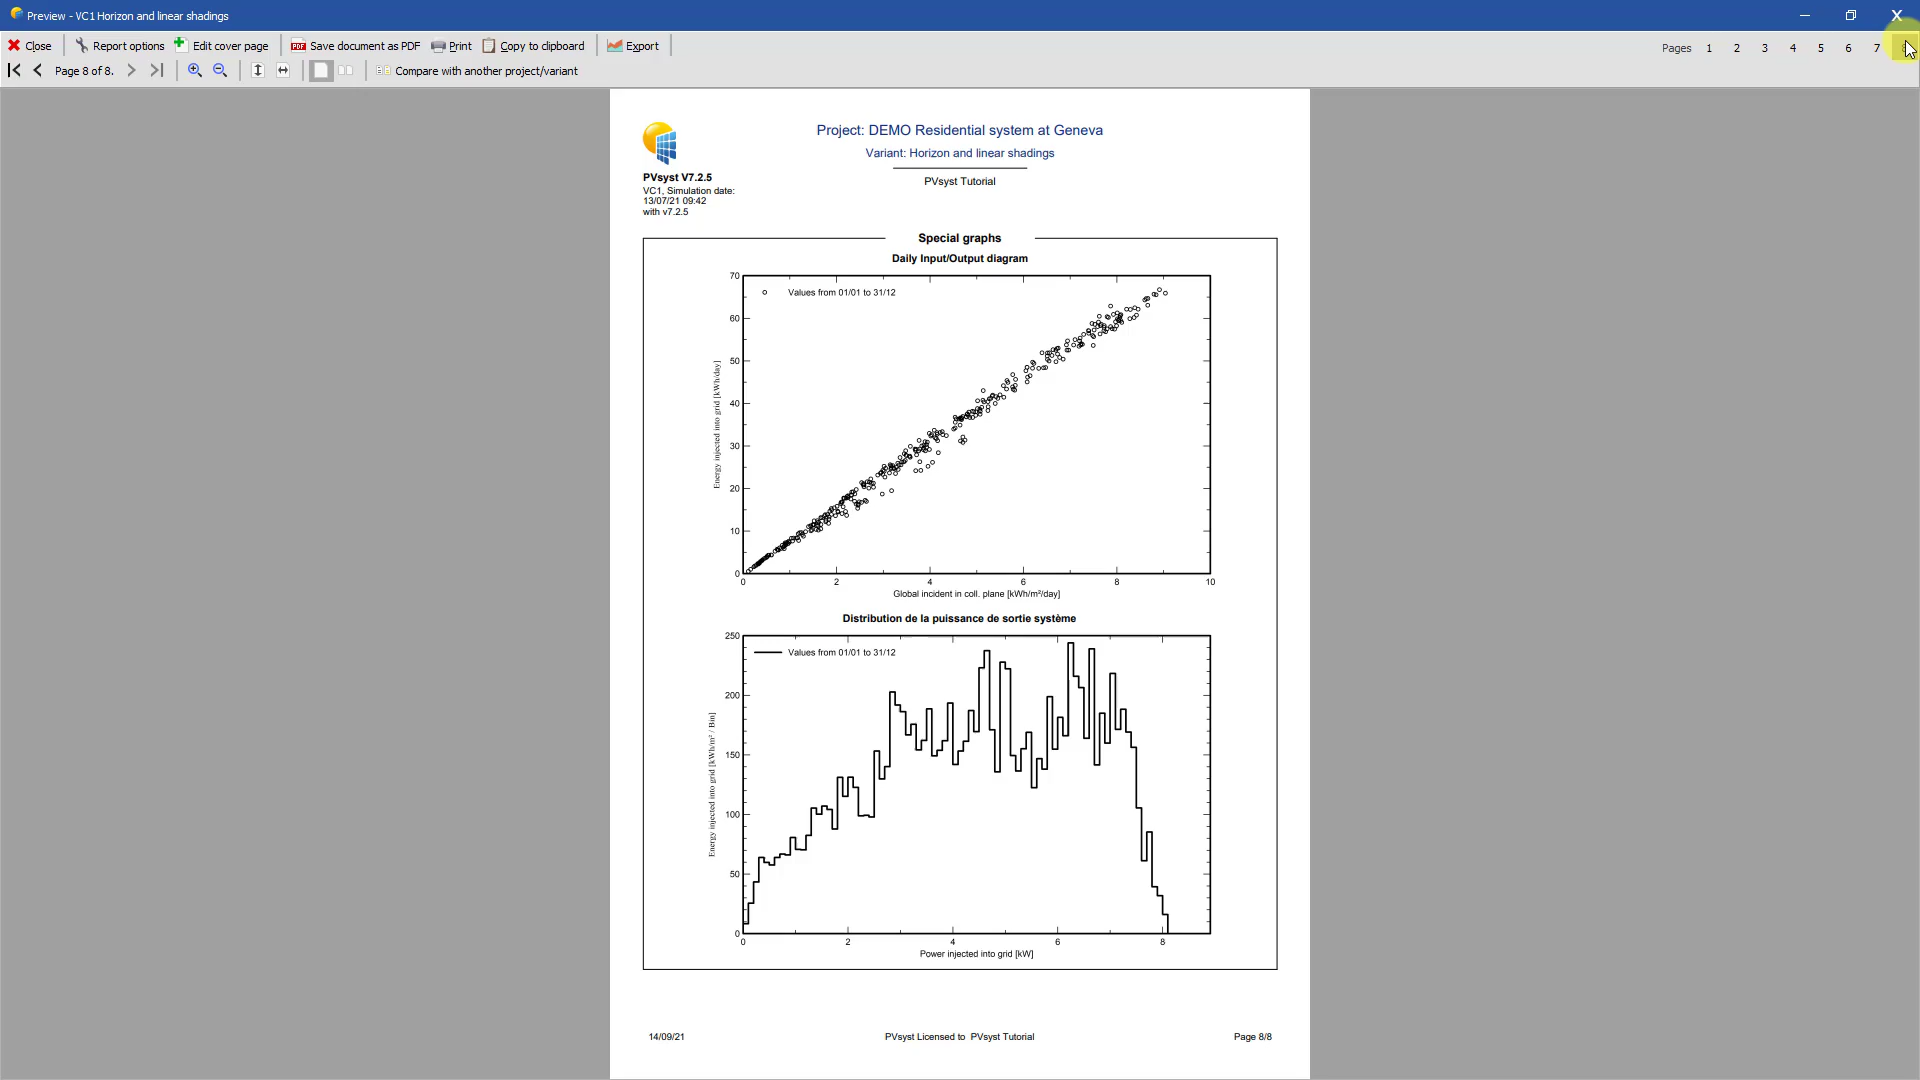 Preview - VC1 Horizon and linear shadings
Close Report options Edit cover page Save document as PDF Print Copy to clipboard Export
Pages 1 2 3 4 5 6 7
Page 8 of 8. Compare with another project/variant
Project: DEMO Residential system at Geneva
Variant: Horizon and linear shadings
PVsyst Tutorial
PVsyst V7.2.5
VC1, Simulation date:
13/07/21 09:42
with v7.2.5
Special graphs
Daily Input/Output diagram
Values from 01/01 to 31/12
70
60
50
40
30
20
10
0
Energy injected into grid [kWh/day]
0 2 4 6 8 10
Global incident in coll. plane [kWh/m²/day]
Distribution de la puissance de sortie système
Values from 01/01 to 31/12
250
200
150
100
50
0
Energy injected into grid [kWh/m² / Bin]
0 2 4 6 8
Power injected into grid [kW]
14/09/21 PVsyst Licensed to PVsyst Tutorial Page 8/8